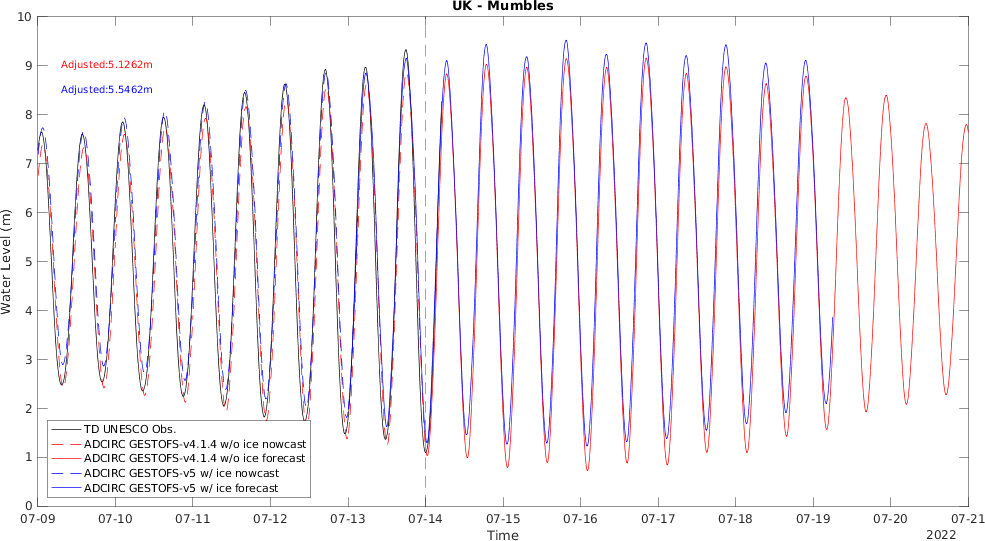 UK - Mumbles
10
9
8
7
6
5
4
3
2
1
0
Water Level (m)
Adjusted:5.1262m
Adjusted:5.5462m
TD UNESCO Obs.
ADCIRC GESTOFS-v4.1.4 w/o ice nowcast
ADCIRC GESTOFS-v4.1.4 w/o ice forecast
ADCIRC GESTOFS-v5 w/ ice nowcast
ADCIRC GESTOFS-v5 w/ ice forecast
07-09 07-10 07-11 07-12 07-13 07-14 07-15 07-16 07-17 07-18 07-19 07-20 07-21
Time
2022